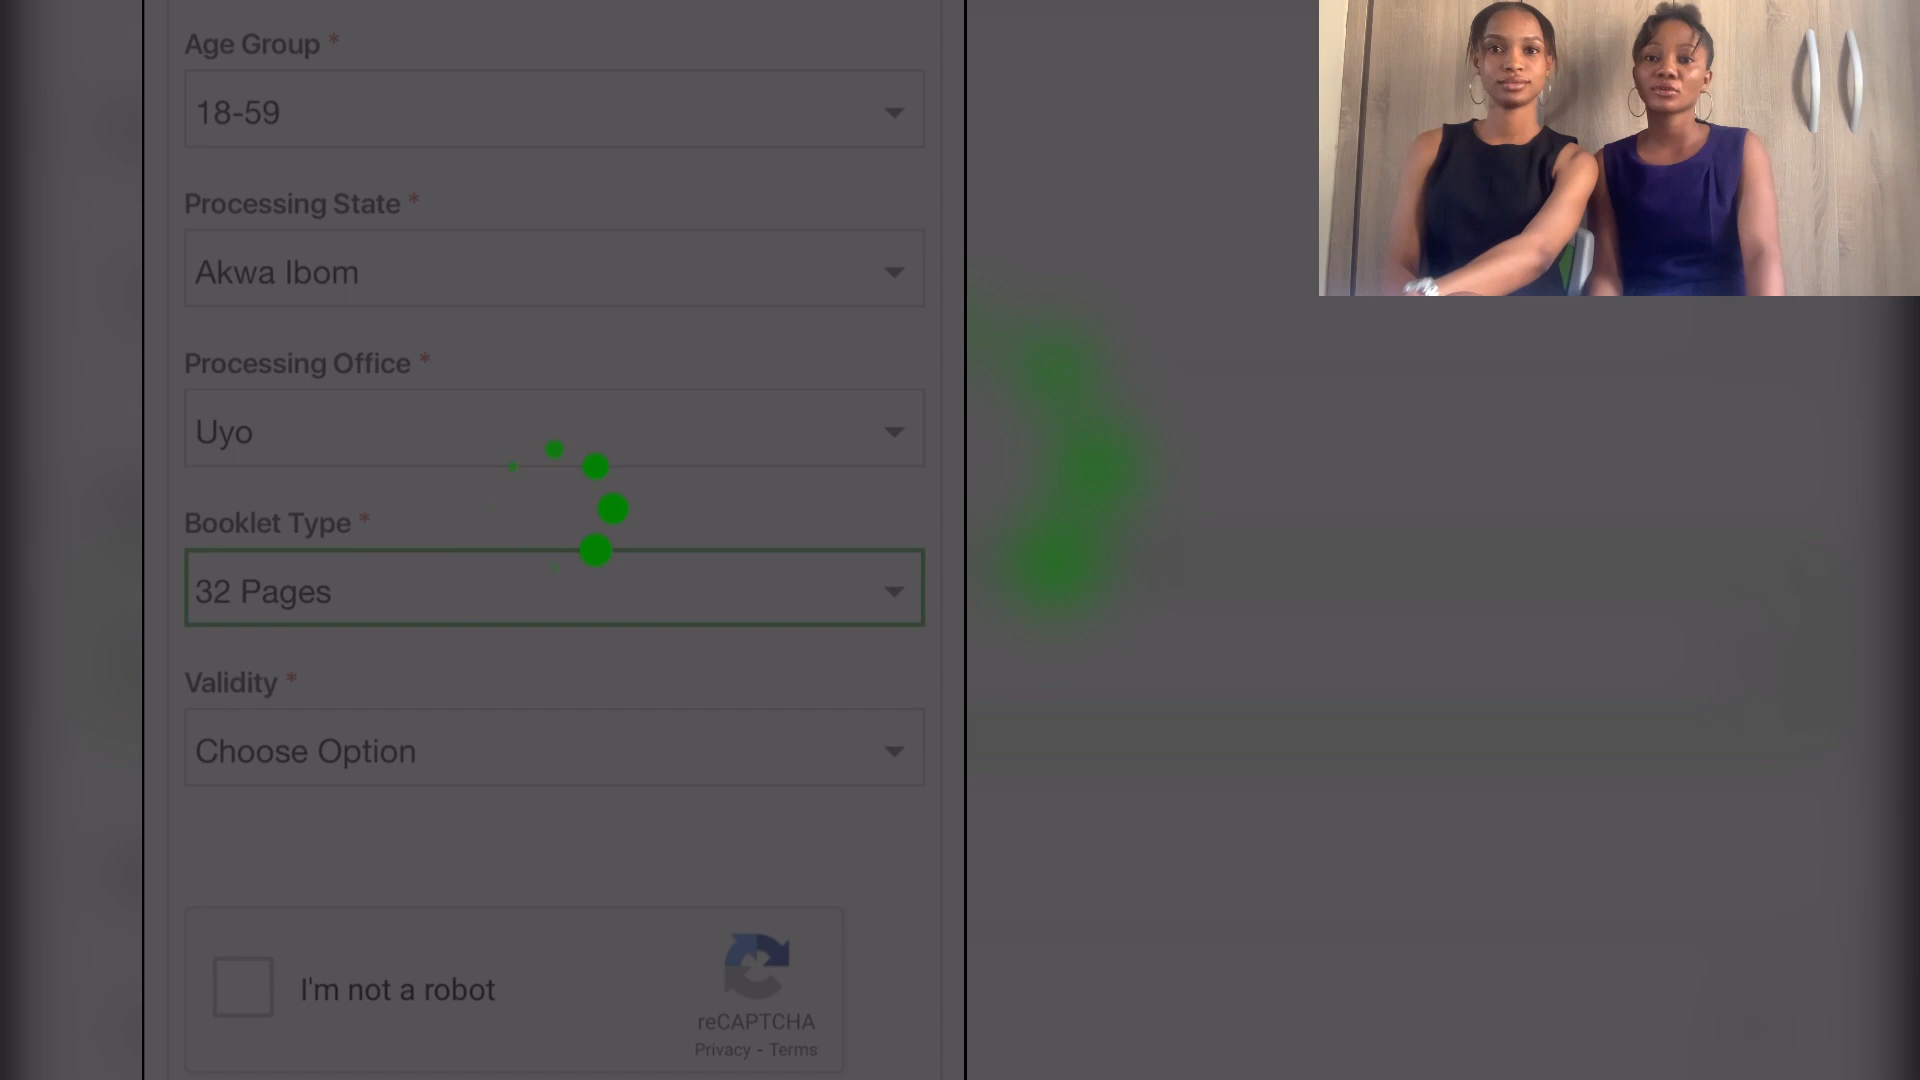 Age Group *
18-59
Processing State *
Akwa Ibom
Processing Office *
Uyo
Booklet Type *
32 Pages
Validity *
Choose Option
I'm not a robot
reCAPTCHA
Privacy - Terms